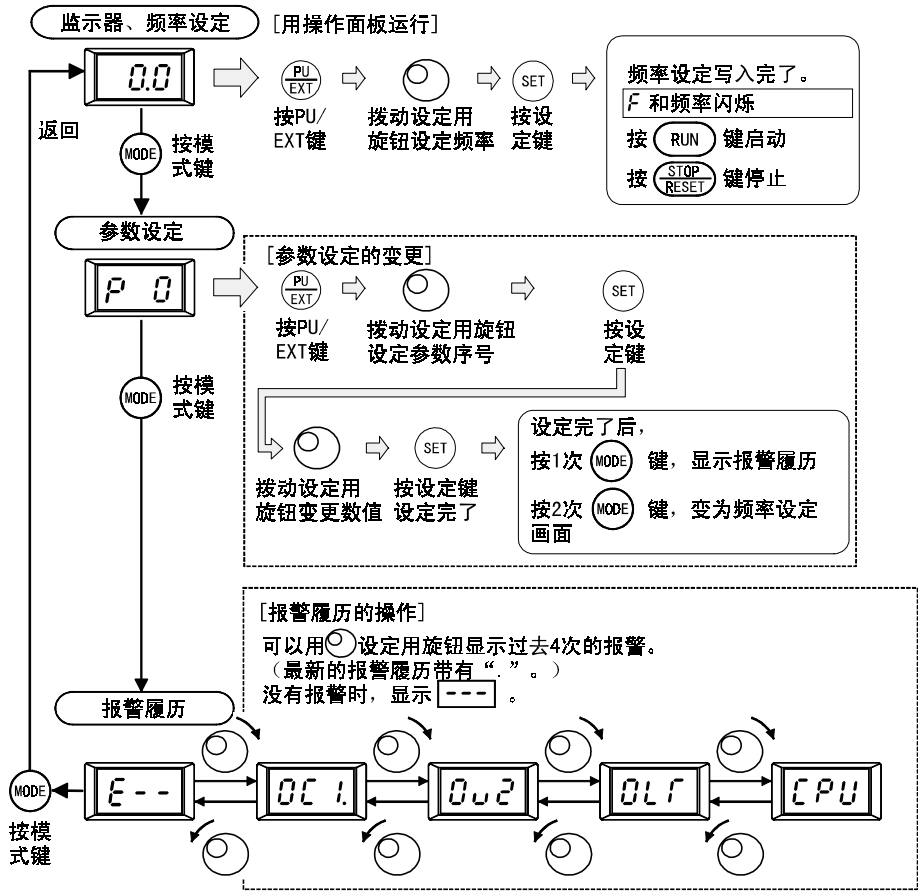 监示器、频率设定
[用操作面板运行]
0.0
PU
EXT
SET
按PU/
EXT键
拨动设定用
旋钮设定频率
按设
定键
频率设定写入完了。
F 和频率闪烁
按 RUN 键启动
按 STOP
RESET 键停止
返回
MODE
按模
式键
参数设定
P 0
[参数设定的变更]
PU
EXT
SET
按PU/
EXT键
拨动设定用旋钮
设定参数序号
按设
定键
MODE
按模
式键
SET
拨动设定用
旋钮变更数值
按设定键
设定完了
设定完了后,
按1次 MODE 键, 显示报警履历
按2次 MODE 键, 变为频率设定
画面
[报警履历的操作]
可以用设定用旋钮显示过去4次的报警。
(最新的报警履历带有“.”。)
没有报警时, 显示 --- 。
报警履历
MODE
按模
式键
E--
OC1.
Ou2
OLT
CPU